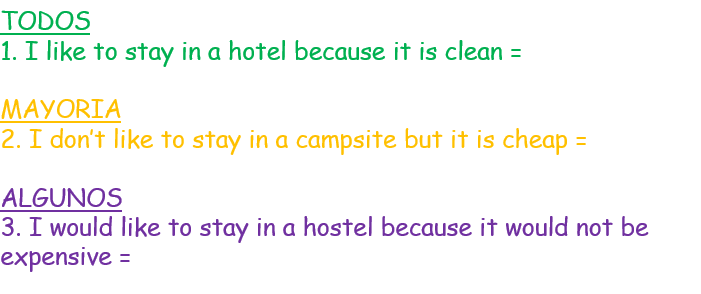 TODOS
1. I like to stay in a hotel because it is clean =
MAYORIA
2. I don’t like to stay in a campsite but it is cheap =
ALGUNOS
3. I would like to stay in a hostel because it would not be
expensive =